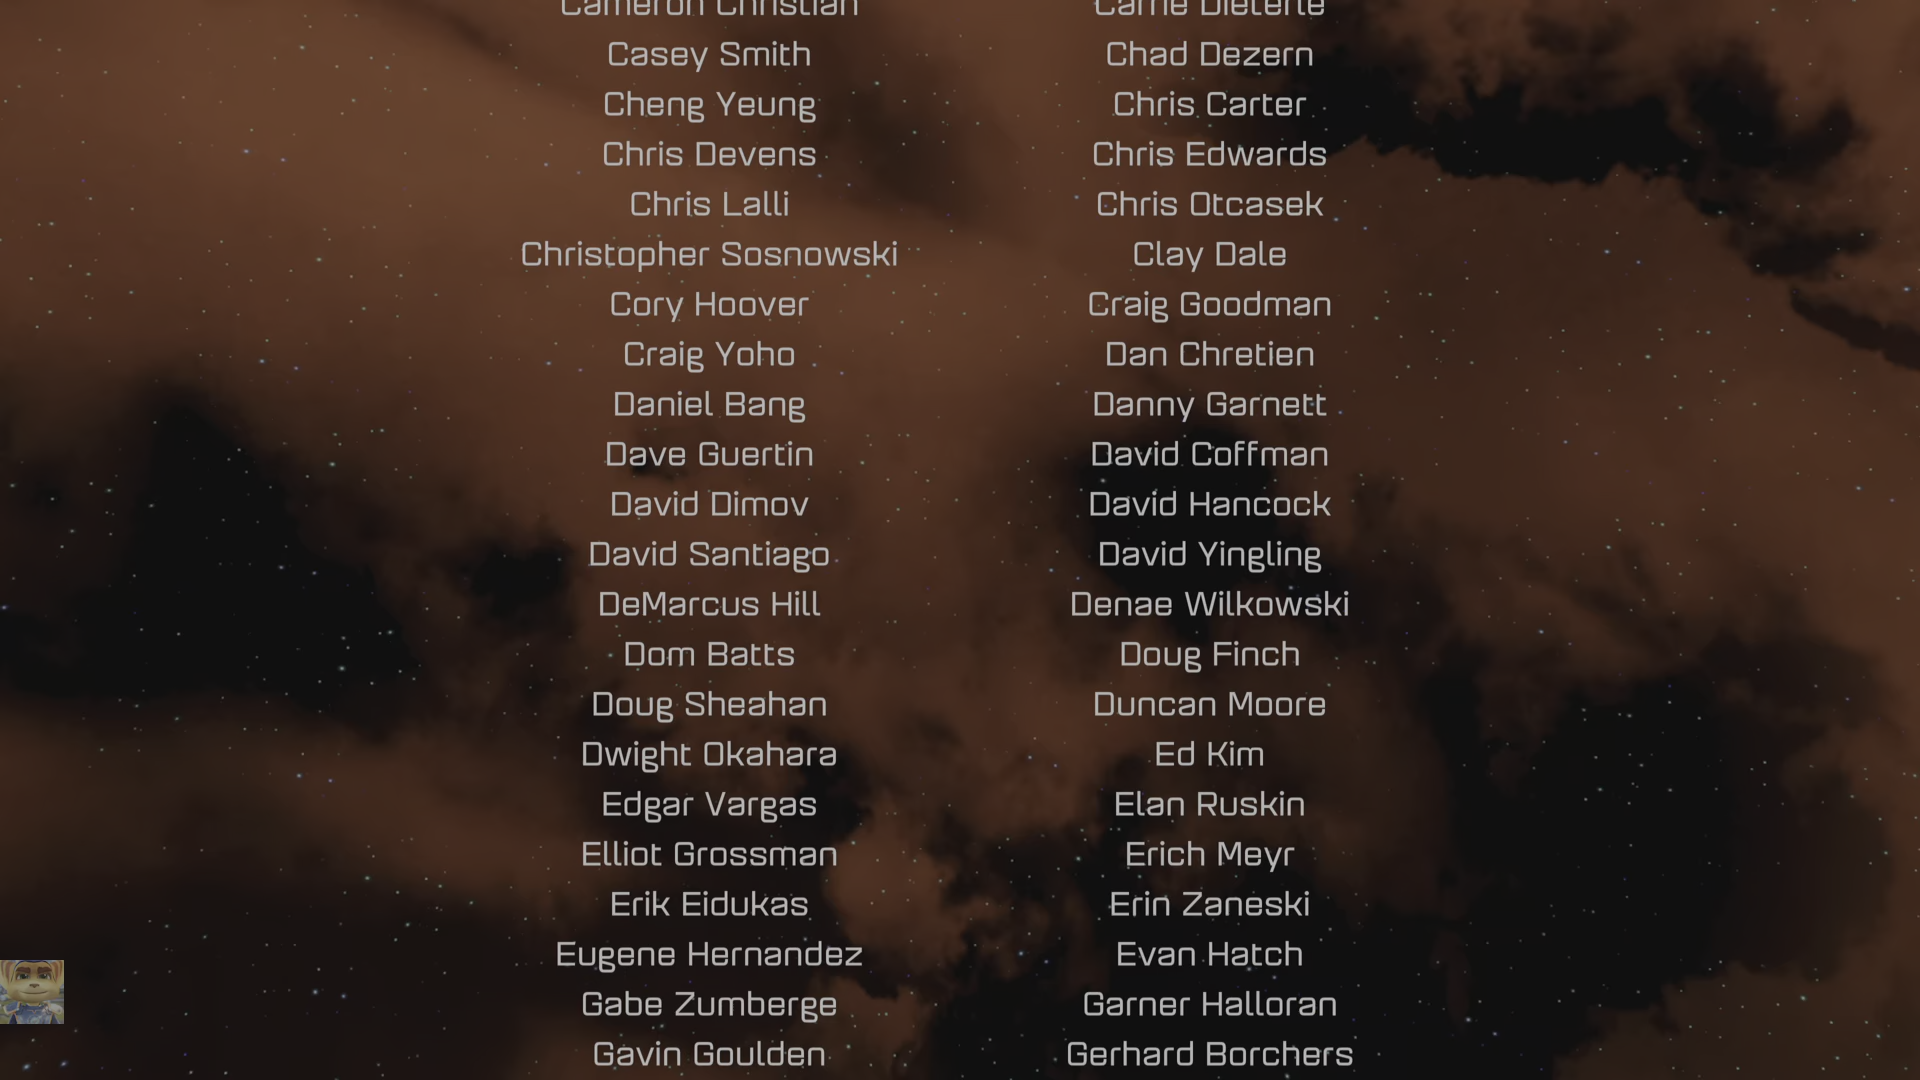 Cameron Christian Carrie Dieterle
Casey Smith Chad Dezern
Cheng Yeung Chris Carter
Chris Devens Chris Edwards
Chris Lalli Chris Otcasek
Christopher Sosnowski Clay Dale
Cory Hoover Craig Goodman
Craig Yoho Dan Chretien
Daniel Bang Danny Garnett
Dave Guertin David Coffman
David Dimov David Hancock
David Santiago David Yingling
DeMarcus Hill Denae Wilkowski
Dom Batts Doug Finch
Doug Sheahan Duncan Moore
Dwight Okahara Ed Kim
Edgar Vargas Elan Ruskin
Elliot Grossman Erich Meyr
Erik Eidukas Erin Zaneski
Eugene Hernandez Evan Hatch
Gabe Zumberge Garner Halloran
Gavin Goulden Gerhard Borchers